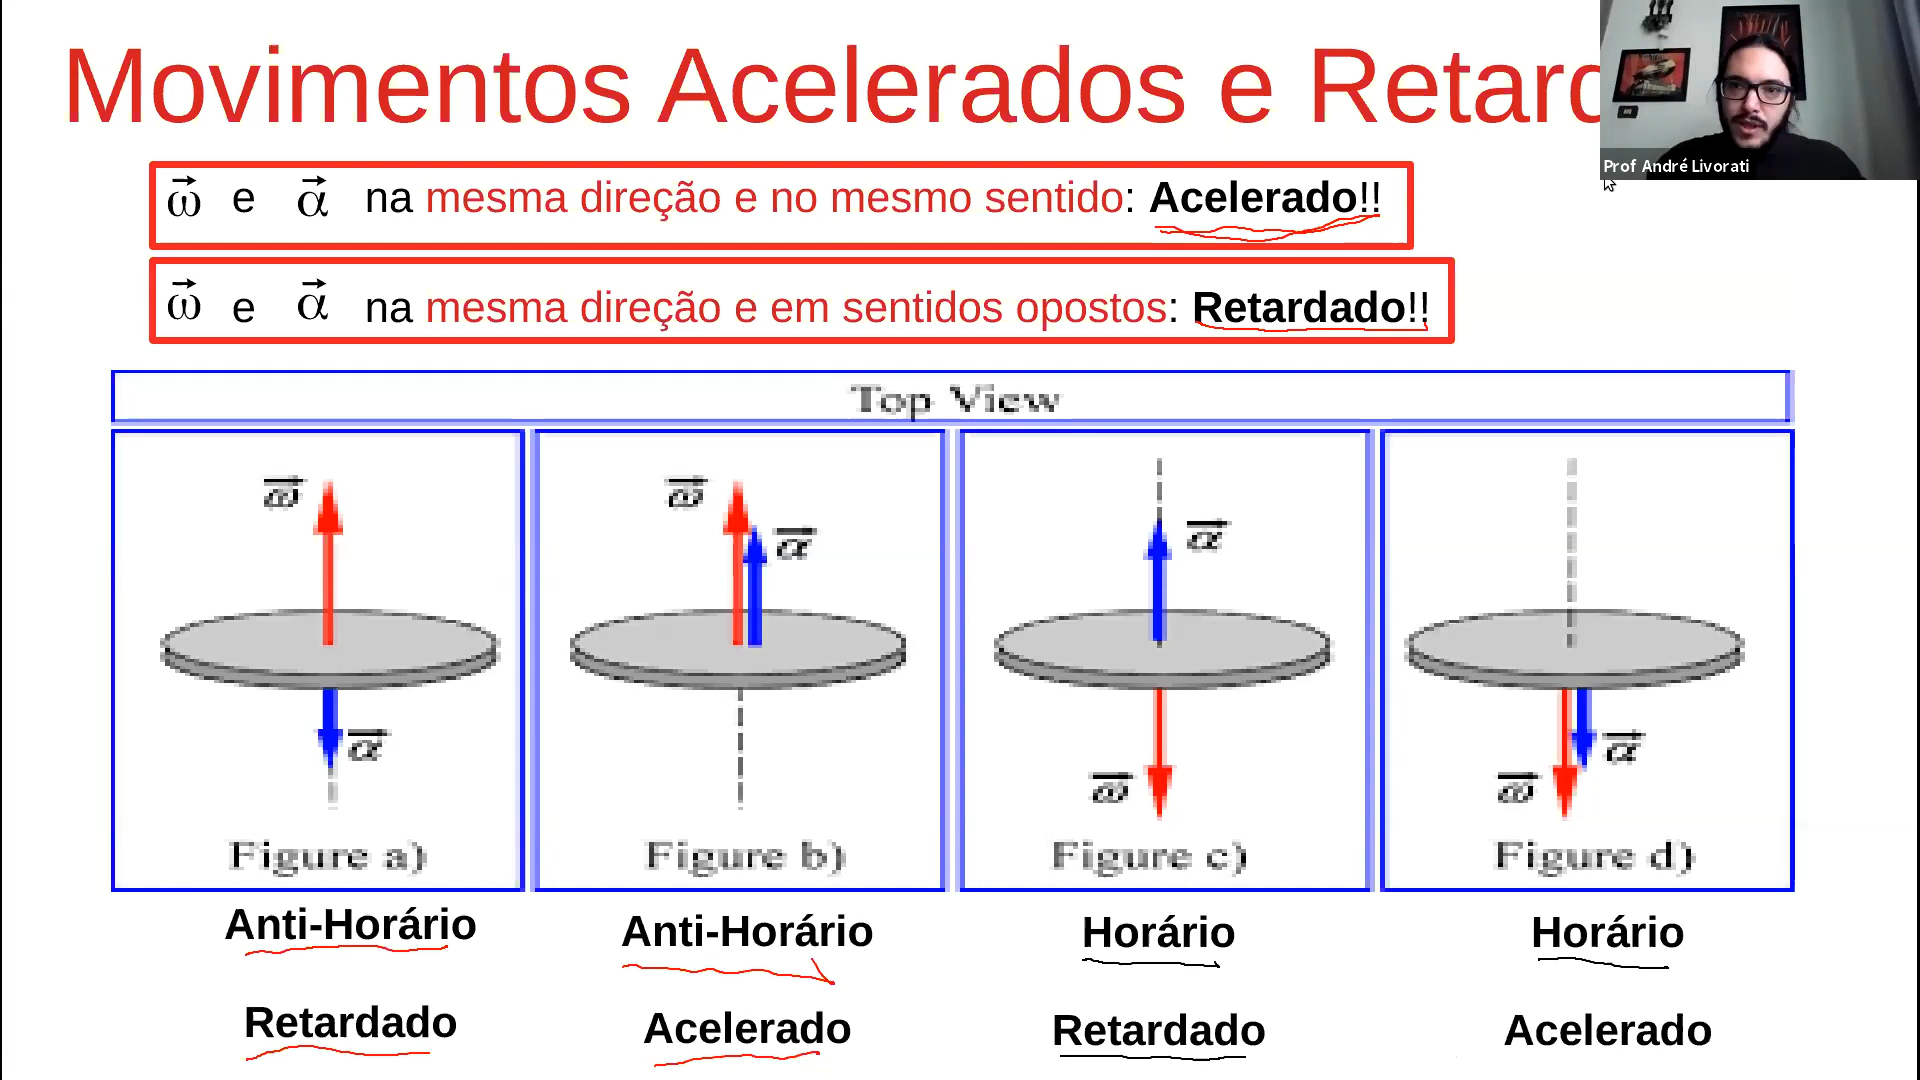 Movimentos Acelerados e Retard
Prof André Livorati
ω e α na mesma direção e no mesmo sentido: Acelerado!!
ω e α na mesma direção e em sentidos opostos: Retardado!!
Top View
ω
α
Figure a)
ω
α
Figure b)
α
ω
Figure c)
α
ω
Figure d)
Anti-Horário Anti-Horário Horário Horário
Retardado Acelerado Retardado Acelerado